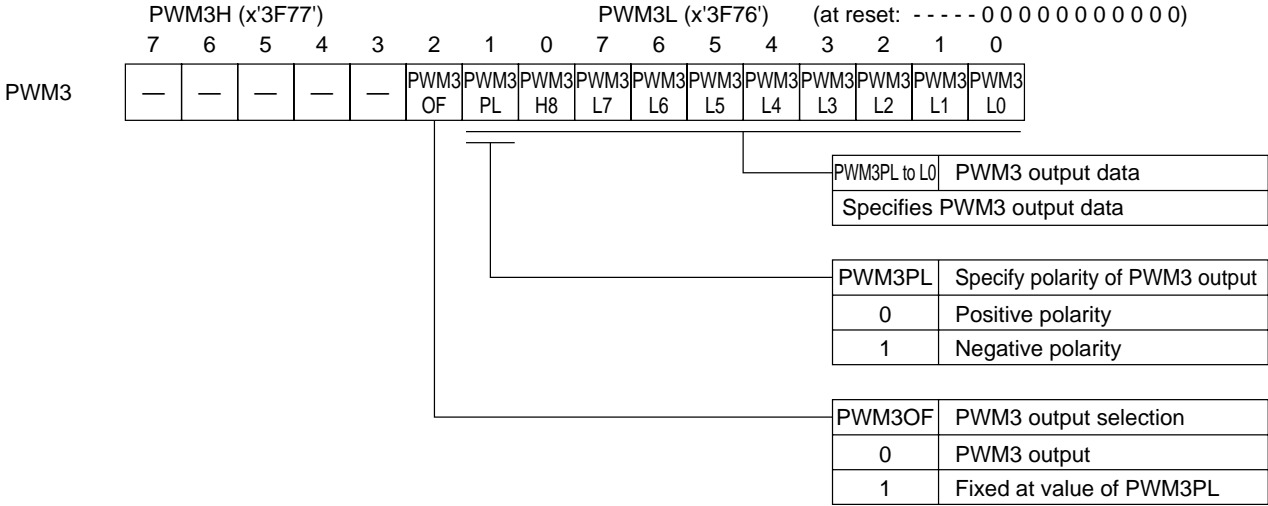 PWM3H (x'3F77') PWM3L (x'3F76') (at reset: - - - - - 0 0 0 0 0 0 0 0 0 0 0)
7 6 5 4 3 2 1 0 7 6 5 4 3 2 1 0
PWM3 — — — — — PWM3 OF PWM3 PL PWM3 H8 PWM3 L7 PWM3 L6 PWM3 L5 PWM3 L4 PWM3 L3 PWM3 L2 PWM3 L1 PWM3 L0
PWM3PL to L0 PWM3 output data
Specifies PWM3 output data
PWM3PL Specify polarity of PWM3 output
0 Positive polarity
1 Negative polarity
PWM3OF PWM3 output selection
0 PWM3 output
1 Fixed at value of PWM3PL